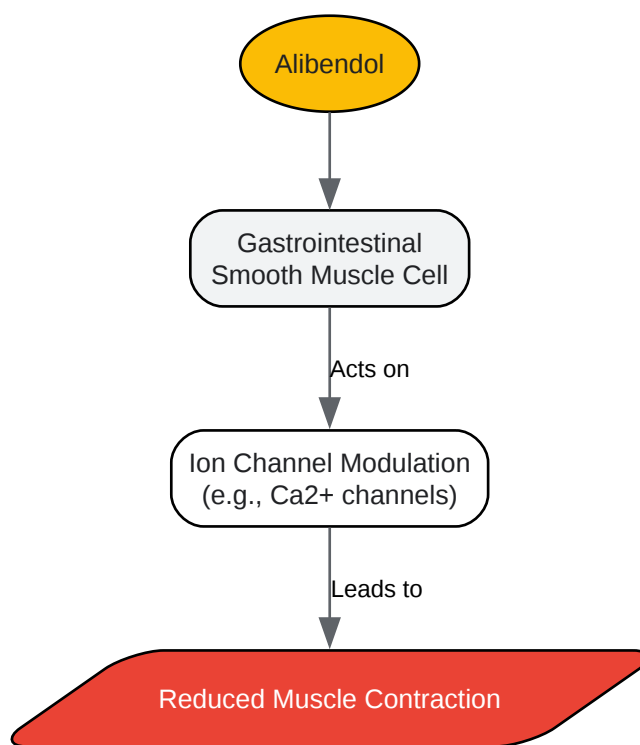 Alibendol
Gastrointestinal
Smooth Muscle Cell
Acts on
Ion Channel Modulation
(e.g., Ca2+ channels)
Leads to
Reduced Muscle Contraction